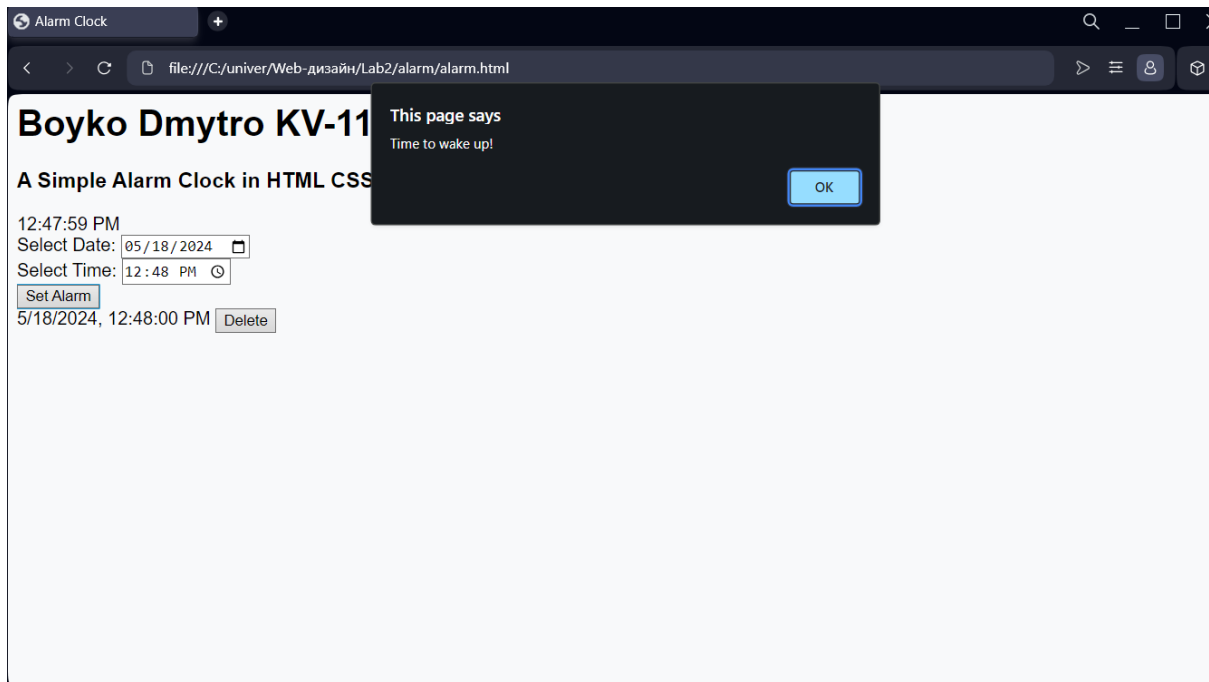 Alarm Clock
file:///C:/univer/Web-дизайн/Lab2/alarm/alarm.html
This page says
Time to wake up!
OK
Boyko Dmytro KV-11
A Simple Alarm Clock in HTML CSS
12:47:59 PM
Select Date: 05/18/2024
Select Time: 12:48 PM
Set Alarm
5/18/2024, 12:48:00 PM Delete